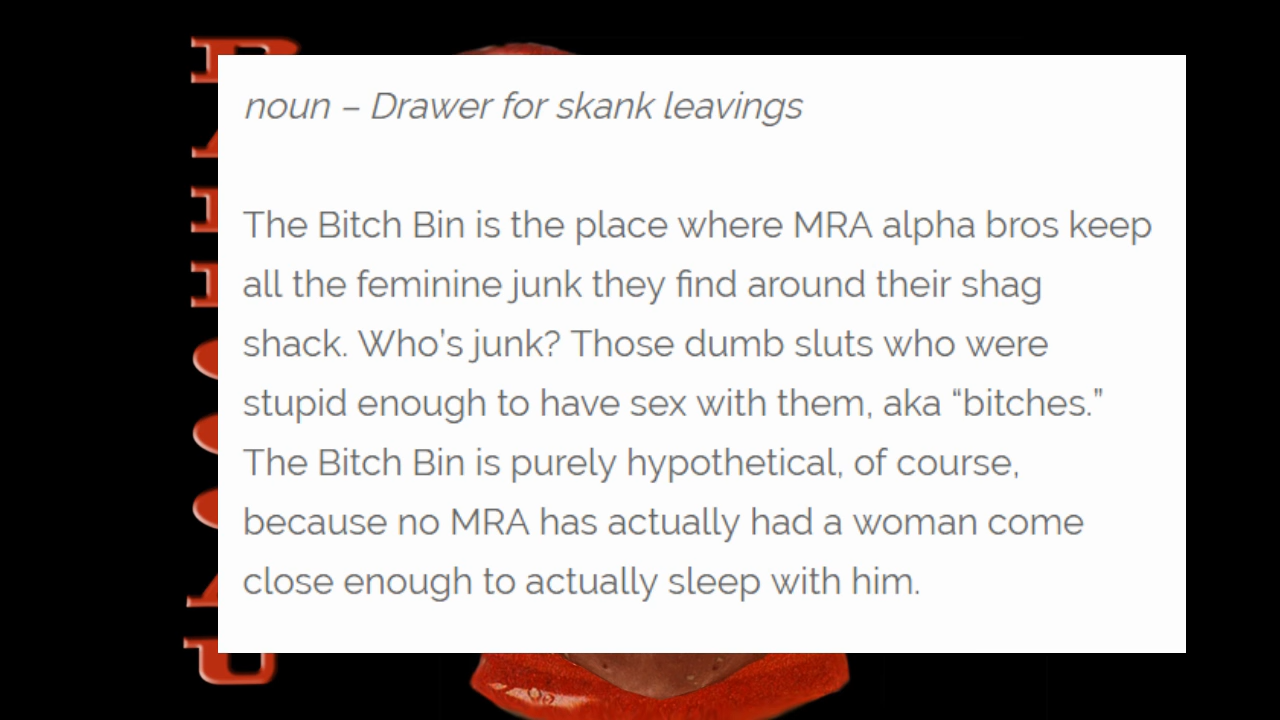 noun – Drawer for skank leavings
The Bitch Bin is the place where MRA alpha bros keep
all the feminine junk they find around their shag
shack. Who’s junk? Those dumb sluts who were
stupid enough to have sex with them, aka “bitches.”
The Bitch Bin is purely hypothetical, of course,
because no MRA has actually had a woman come
close enough to actually sleep with him.